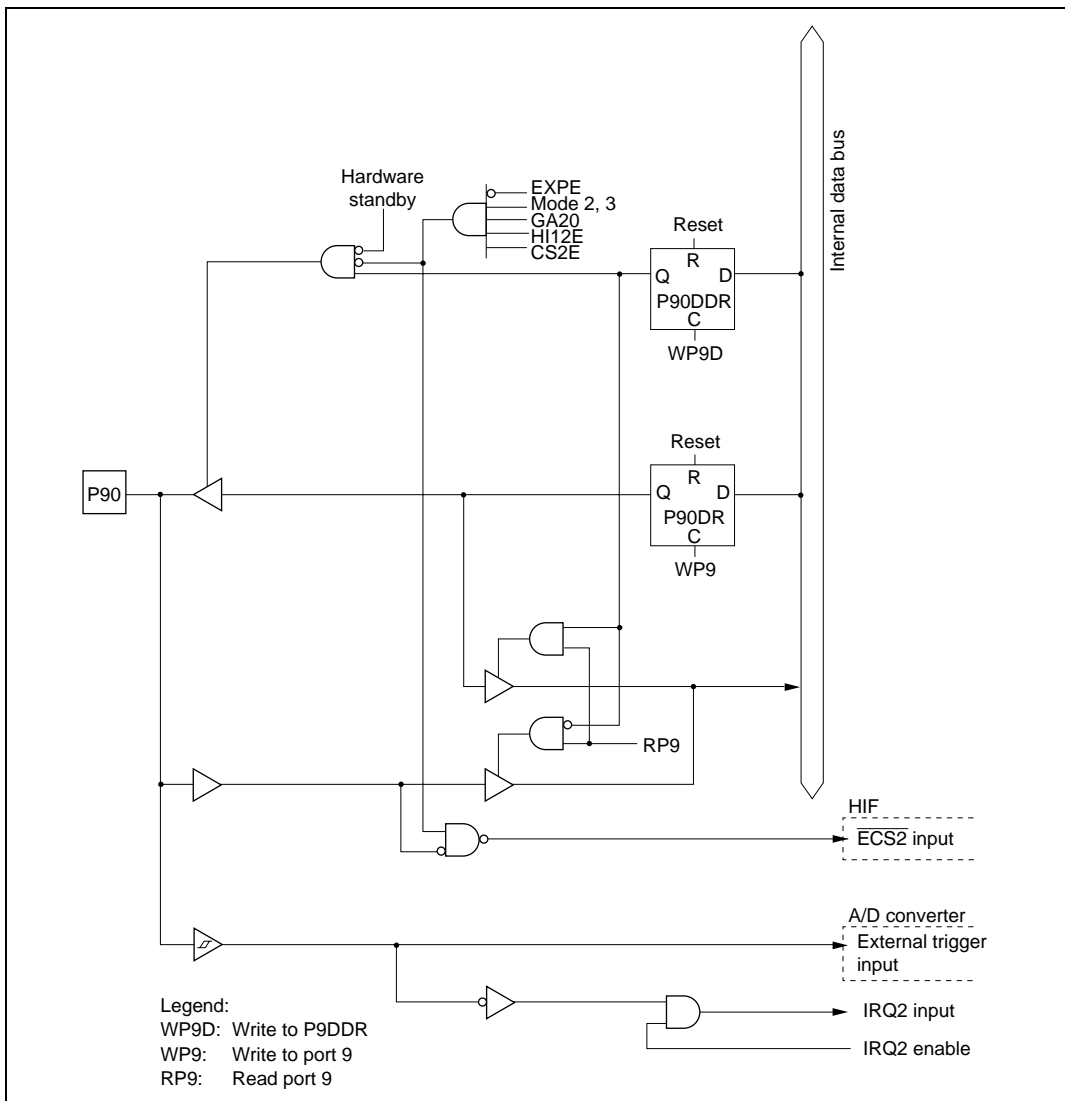 Hardware
standby
EXPE
Mode 2, 3
GA20
HI12E
CS2E
Reset
R
Q D
P90DDR
C
WP9D
Internal data bus
Reset
R
P90
Q D
P90DR
C
WP9
RP9
HIF
ECS2 input
A/D converter
External trigger
input
IRQ2 input
IRQ2 enable
Legend:
WP9D: Write to P9DDR
WP9: Write to port 9
RP9: Read port 9